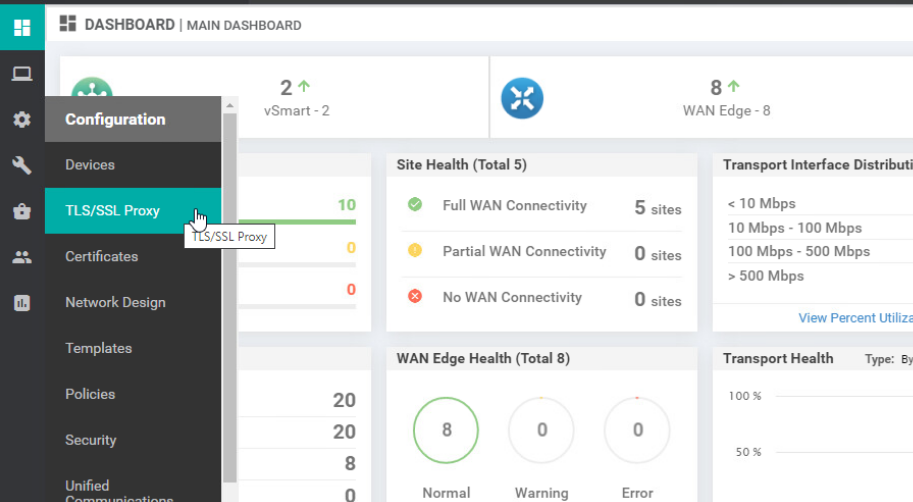 DASHBOARD | MAIN DASHBOARD
2
vSmart - 2
8
WAN Edge - 8
Configuration
Devices
TLS/SSL Proxy
TLS/SSL Proxy
Certificates
Network Design
Templates
Policies
Security
Unified
Communications
10
0
0
20
20
8
0
Site Health (Total 5)
Full WAN Connectivity 5 sites
Partial WAN Connectivity 0 sites
No WAN Connectivity 0 sites
Transport Interface Distributi
< 10 Mbps
10 Mbps - 100 Mbps
100 Mbps - 500 Mbps
> 500 Mbps
View Percent Utiliza
WAN Edge Health (Total 8)
8 0 0
Normal Warning Error
Transport Health Type: By
100 %
50 %